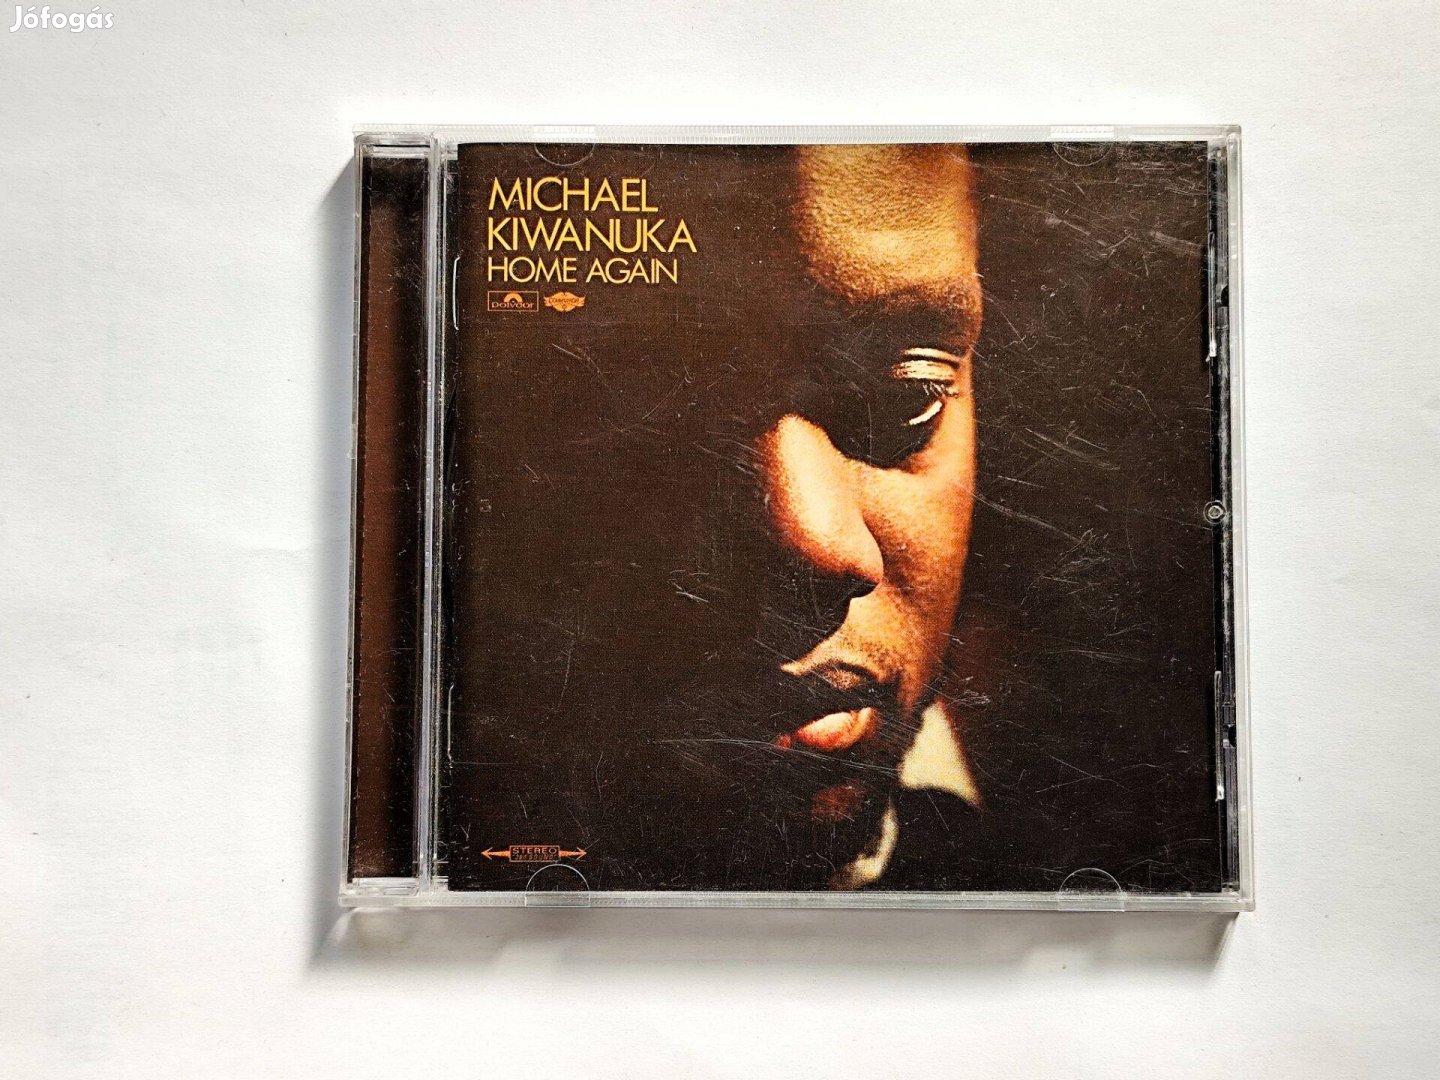 Jófogás
MICHAEL
KIWANUKA
HOME AGAIN
Polydor
STEREO